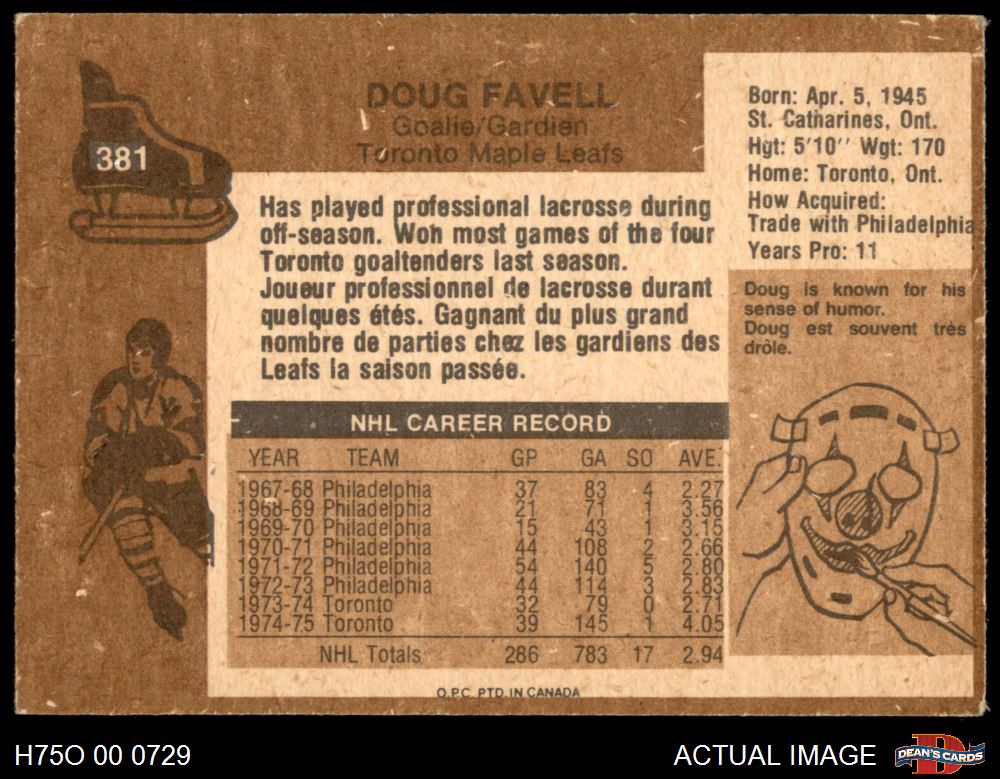 381
DOUG FAVELL
Goalie/Gardien
Toronto Maple Leafs
Born: Apr. 5, 1945
St. Catharines, Ont.
Hgt: 5'10'' Wgt: 170
Home: Toronto, Ont.
How Acquired:
Trade with Philadelphia
Years Pro: 11
Has played professional lacrosse during
off-season. Woh most games of the four
Toronto goaltenders last season.
Joueur professionnel de lacrosse durant
quelques étés. Gagnant du plus grand
nombre de parties chez les gardiens des
Leafs la saison passée.
Doug is known for his
sense of humor.
Doug est souvent très
drôle.
NHL CAREER RECORD
YEAR TEAM GP GA SO AVE.
1967-68 Philadelphia 37 83 4 2.27
1968-69 Philadelphia 21 71 1 3.56
1969-70 Philadelphia 15 43 1 3.15
1970-71 Philadelphia 44 108 2 2.66
1971-72 Philadelphia 54 140 5 2.80
1972-73 Philadelphia 44 114 3 2.83
1973-74 Toronto 32 79 0 2.71
1974-75 Toronto 39 145 1 4.05
NHL Totals 286 783 17 2.94
O.P.C. PTD. IN CANADA
H75O 00 0729
ACTUAL IMAGE
DEAN'S CARDS